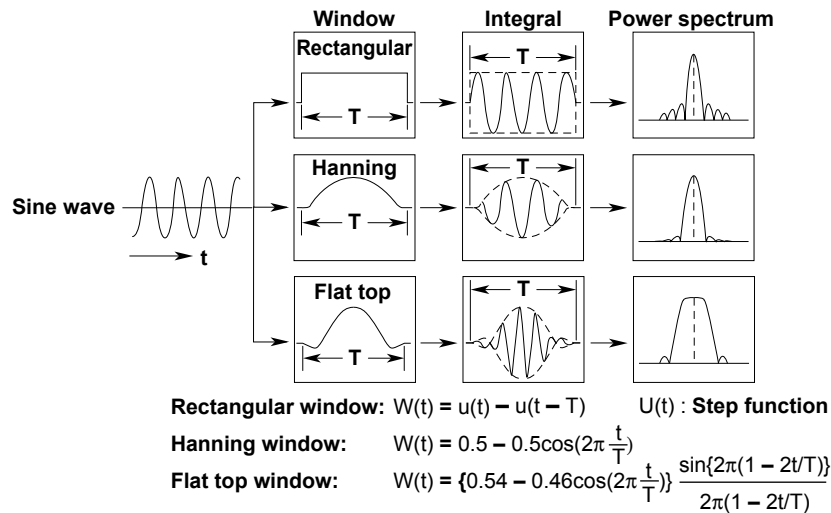 Window Integral Power spectrum
Rectangular
T
T
Hanning
T
T
Sine wave
t
Flat top
T
T
Rectangular window: W(t) = u(t) – u(t – T) U(t) : Step function
Hanning window: W(t) = 0.5 – 0.5cos(2π t/T)
Flat top window: W(t) = {0.54 – 0.46cos(2π t/T)} sin{2π(1 – 2t/T)} / 2π(1 – 2t/T)